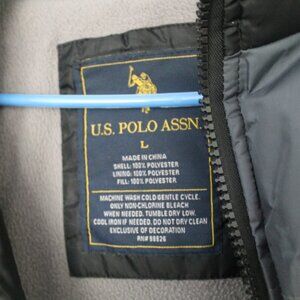 U.S. POLO ASSN.
L
MADE IN CHINA
SHELL: 100% POLYESTER
LINING: 100% POLYESTER
FILL: 100% POLYESTER
MACHINE WASH COLD GENTLE CYCLE.
ONLY NON-CHLORINE BLEACH
WHEN NEEDED. TUMBLE DRY LOW.
COOL IRON IF NEEDED. DO NOT DRY CLEAN
EXCLUSIVE OF DECORATION
RN# 88826